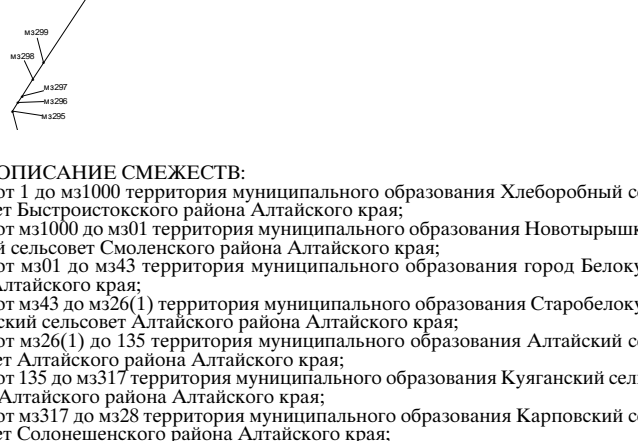 мз299
мз298
мз297
мз296
мз295
ОПИСАНИЕ СМЕЖЕСТВ:
от 1 до мз1000 территория муниципального образования Хлеборобный се
ет Быстроистокского района Алтайского края;
от мз1000 до мз01 территория муниципального образования Новотырышк
й сельсовет Смоленского района Алтайского края;
от мз01 до мз43 территория муниципального образования город Белоку
Алтайского края;
от мз43 до мз26(1) территория муниципального образования Старобелоку
ский сельсовет Алтайского района Алтайского края;
от мз26(1) до 135 территория муниципального образования Алтайский се
ет Алтайского района Алтайского края;
от 135 до мз317 территория муниципального образования Куяганский сель
Алтайского района Алтайского края;
от мз317 до мз28 территория муниципального образования Карповский се
ет Солонешенского района Алтайского края;